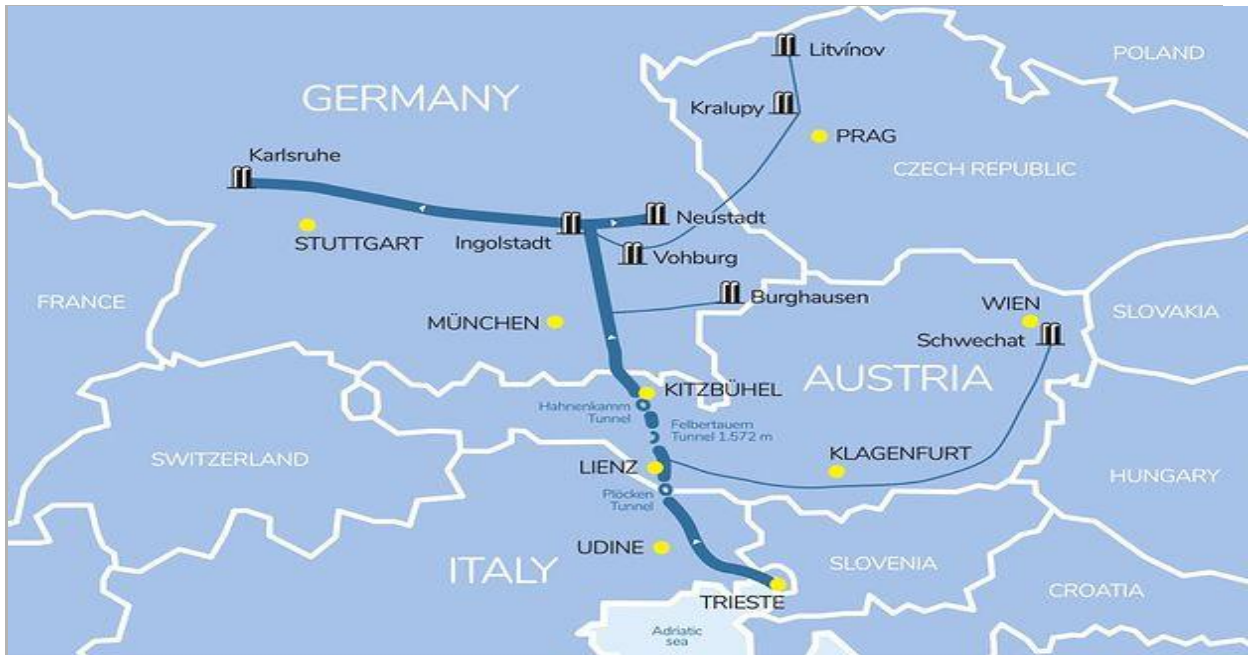 Litvínov
POLAND
GERMANY
Kralupy
PRAG
Karlsruhe
CZECH REPUBLIC
Neustadt
STUTTGART
Ingolstadt
Vohburg
FRANCE
Burghausen
WIEN
SLOVAKIA
MÜNCHEN
Schwechat
AUSTRIA
KITZBÜHEL
Hahnenkamm
Tunnel
Felbertauern
Tunnel 1.572 m
SWITZERLAND
LIENZ
KLAGENFURT
HUNGARY
Plöcken
Tunnel
UDINE
ITALY
SLOVENIA
CROATIA
TRIESTE
Adriatic
sea